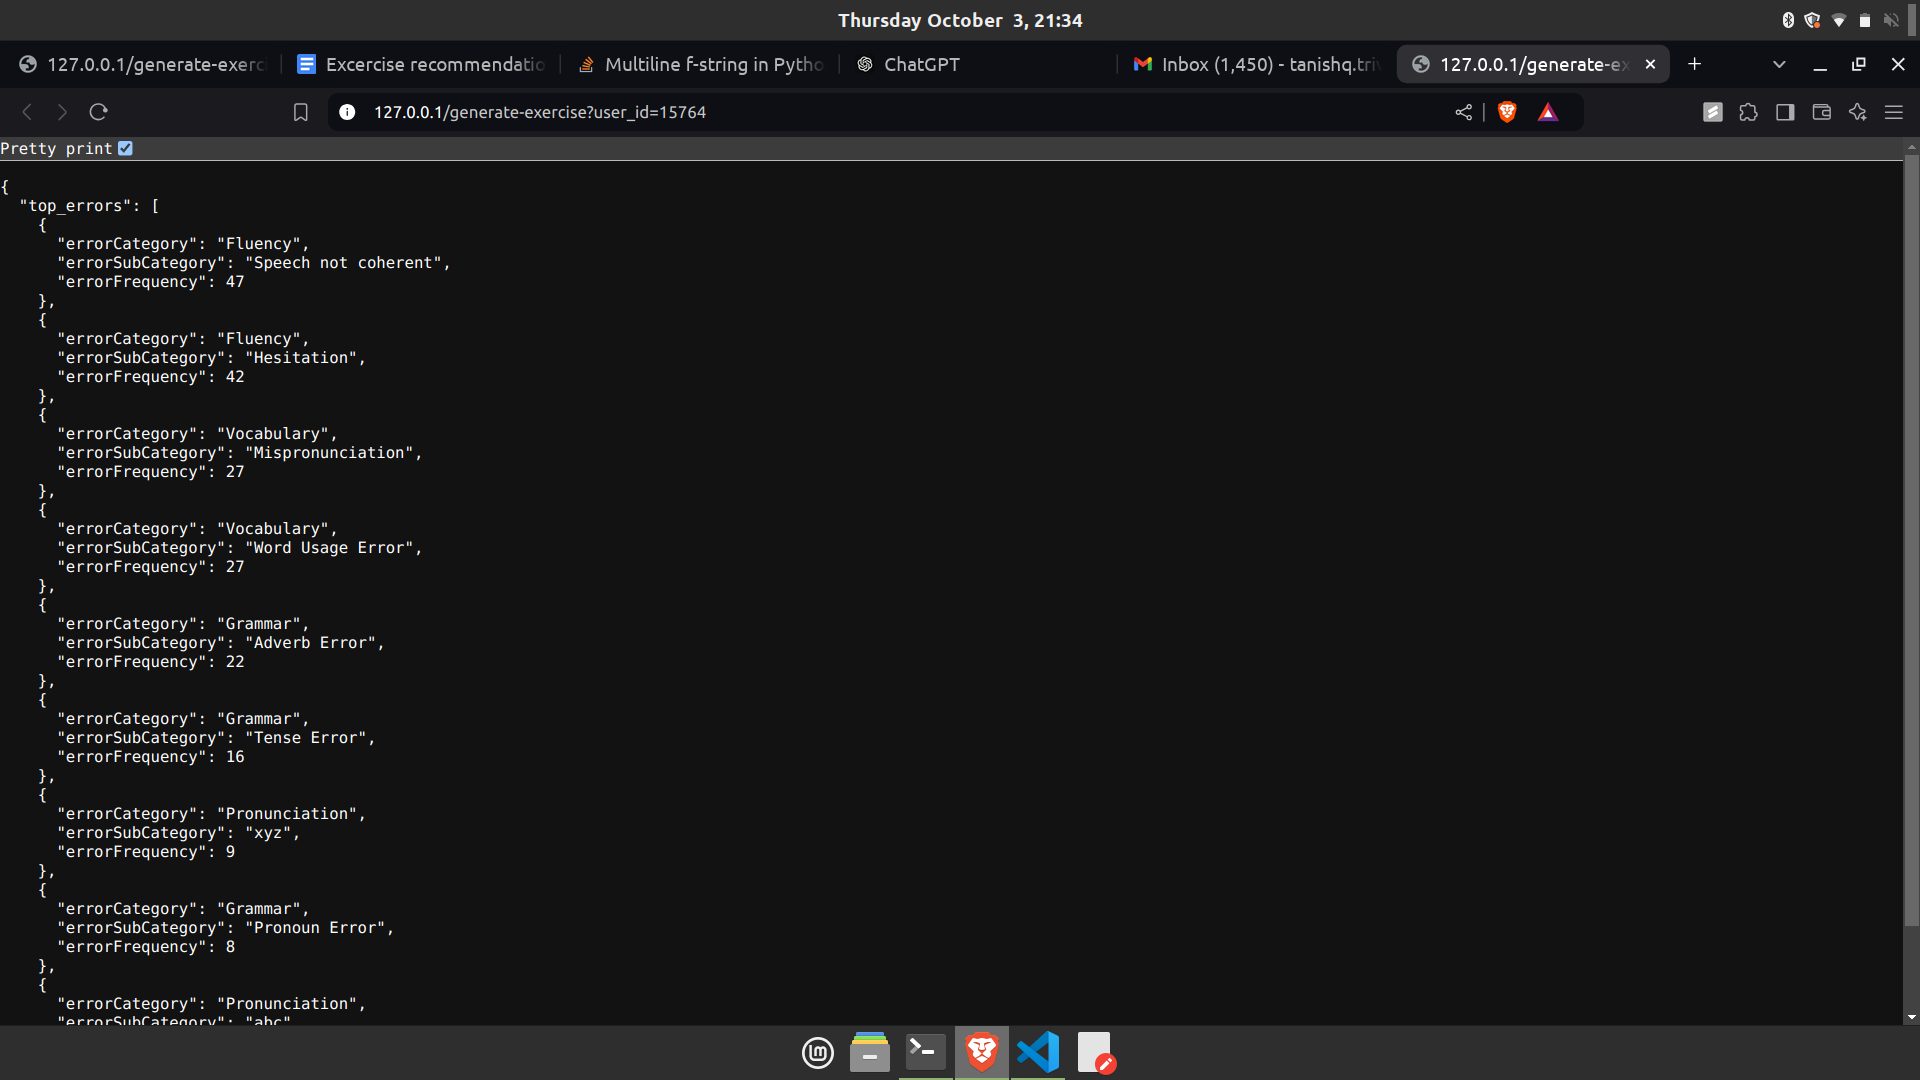 Thursday October 3, 21:34
127.0.0.1/generate-exerci
Excercise recommendatio
Multiline f-string in Pytho
ChatGPT
Inbox (1,450) - tanishq.triv
127.0.0.1/generate-ex
127.0.0.1/generate-exercise?user_id=15764
Pretty print
{
"top_errors": [
{
"errorCategory": "Fluency",
"errorSubCategory": "Speech not coherent",
"errorFrequency": 47
},
{
"errorCategory": "Fluency",
"errorSubCategory": "Hesitation",
"errorFrequency": 42
},
{
"errorCategory": "Vocabulary",
"errorSubCategory": "Mispronunciation",
"errorFrequency": 27
},
{
"errorCategory": "Vocabulary",
"errorSubCategory": "Word Usage Error",
"errorFrequency": 27
},
{
"errorCategory": "Grammar",
"errorSubCategory": "Adverb Error",
"errorFrequency": 22
},
{
"errorCategory": "Grammar",
"errorSubCategory": "Tense Error",
"errorFrequency": 16
},
{
"errorCategory": "Pronunciation",
"errorSubCategory": "xyz",
"errorFrequency": 9
},
{
"errorCategory": "Grammar",
"errorSubCategory": "Pronoun Error",
"errorFrequency": 8
},
{
"errorCategory": "Pronunciation",
"errorSubCategory": "abc"